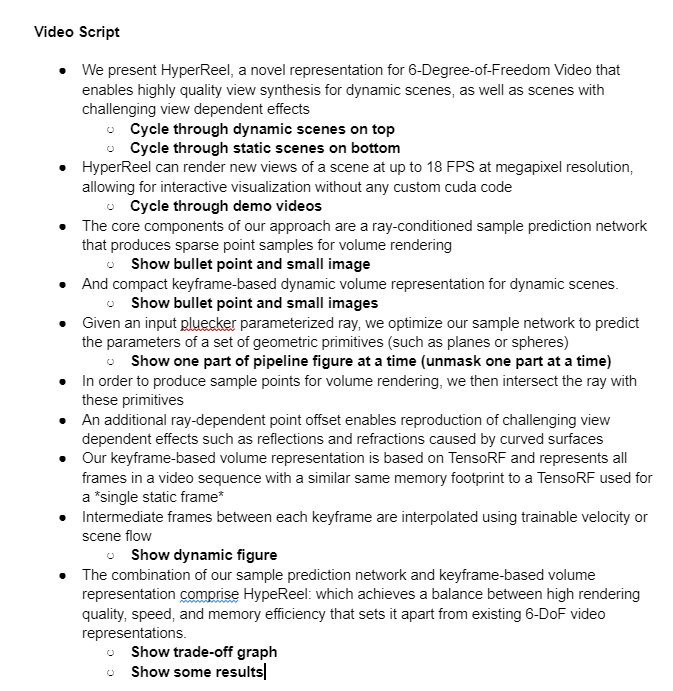 Video Script
● We present HyperReel, a novel representation for 6-Degree-of-Freedom Video that
enables highly quality view synthesis for dynamic scenes, as well as scenes with
challenging view dependent effects
○ Cycle through dynamic scenes on top
○ Cycle through static scenes on bottom
● HyperReel can render new views of a scene at up to 18 FPS at megapixel resolution,
allowing for interactive visualization without any custom cuda code
○ Cycle through demo videos
● The core components of our approach are a ray-conditioned sample prediction network
that produces sparse point samples for volume rendering
○ Show bullet point and small image
● And compact keyframe-based dynamic volume representation for dynamic scenes.
○ Show bullet point and small images
● Given an input pluecker parameterized ray, we optimize our sample network to predict
the parameters of a set of geometric primitives (such as planes or spheres)
○ Show one part of pipeline figure at a time (unmask one part at a time)
● In order to produce sample points for volume rendering, we then intersect the ray with
these primitives
● An additional ray-dependent point offset enables reproduction of challenging view
dependent effects such as reflections and refractions caused by curved surfaces
● Our keyframe-based volume representation is based on TensoRF and represents all
frames in a video sequence with a similar same memory footprint to a TensoRF used for
a *single static frame*
● Intermediate frames between each keyframe are interpolated using trainable velocity or
scene flow
○ Show dynamic figure
● The combination of our sample prediction network and keyframe-based volume
representation comprise HypeReel: which achieves a balance between high rendering
quality, speed, and memory efficiency that sets it apart from existing 6-DoF video
representations.
○ Show trade-off graph
○ Show some results